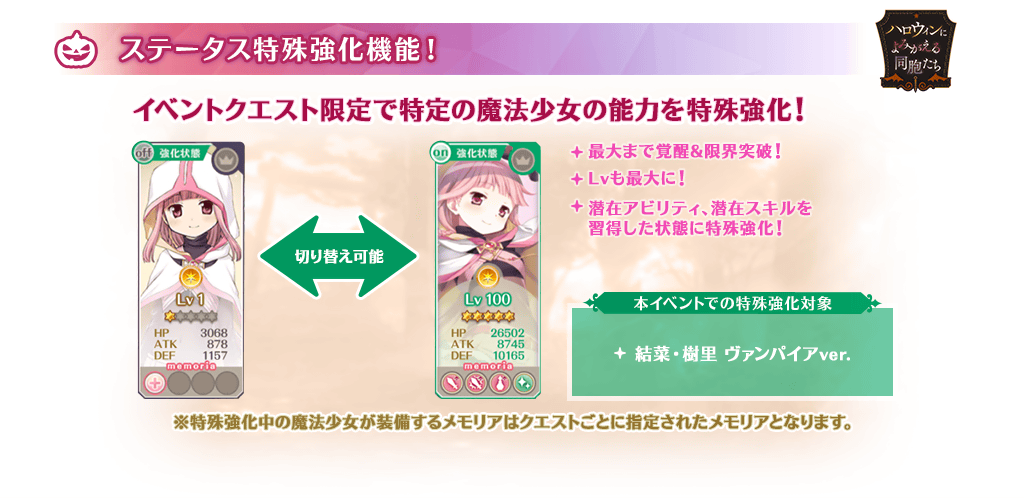 ステータス特殊強化機能！
ハロウィンに
よみがえる
同胞たち
イベントクエスト限定で特定の魔法少女の能力を特殊強化！
off 強化状態
Lv 1
HP 3068
ATK 878
DEF 1157
memoria
切り替え可能
on 強化状態
Lv 100
HP 26502
ATK 8745
DEF 10165
memoria
最大まで覚醒&限界突破！
Lvも最大に！
潜在アビリティ、潜在スキルを
習得した状態に特殊強化！
本イベントでの特殊強化対象
結菜・樹里 ヴァンパイアver.
※特殊強化中の魔法少女が装備するメモリアはクエストごとに指定されたメモリアとなります。